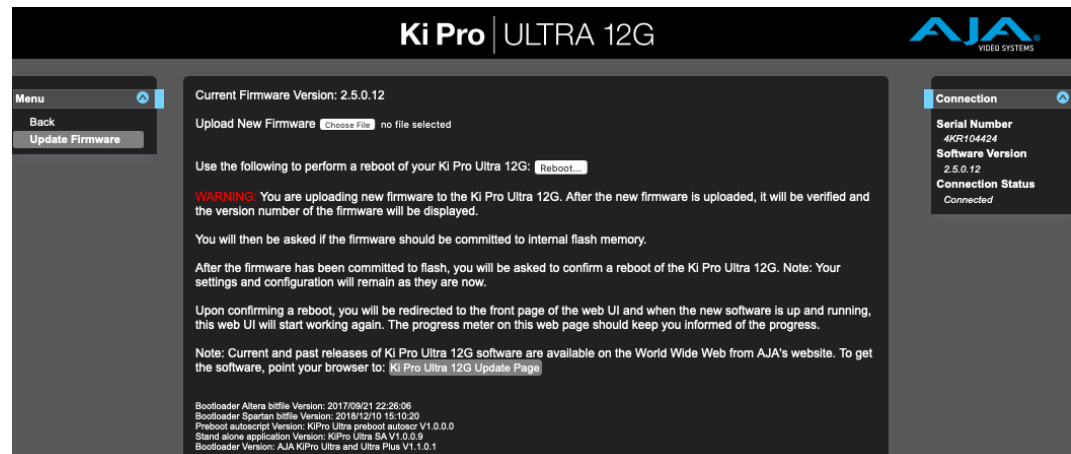 Ki Pro ULTRA 12G
AJA
VIDEO SYSTEMS
Menu
Back
Update Firmware
Current Firmware Version: 2.5.0.12
Upload New Firmware Choose File no file selected
Use the following to perform a reboot of your Ki Pro Ultra 12G: Reboot...
WARNING: You are uploading new firmware to the Ki Pro Ultra 12G. After the new firmware is uploaded, it will be verified and
the version number of the firmware will be displayed.
You will then be asked if the firmware should be committed to internal flash memory.
After the firmware has been committed to flash, you will be asked to confirm a reboot of the Ki Pro Ultra 12G. Note: Your
settings and configuration will remain as they are now.
Upon confirming a reboot, you will be redirected to the front page of the web UI and when the new software is up and running,
this web UI will start working again. The progress meter on this web page should keep you informed of the progress.
Note: Current and past releases of Ki Pro Ultra 12G software are available on the World Wide Web from AJA's website. To get
the software, point your browser to: Ki Pro Ultra 12G Update Page
Bootloader Altera bitfile Version: 2017/09/21 22:26:06
Bootloader Spartan bitfile Version: 2018/12/10 15:10:20
Preboot autoscript Version: KiPro Ultra preboot autoscr V1.0.0.0
Stand alone application Version: KiPro Ultra SA V1.0.0.9
Bootloader Version: AJA KiPro Ultra and Ultra Plus V1.1.0.1
Connection
Serial Number
4KR104424
Software Version
2.5.0.12
Connection Status
Connected